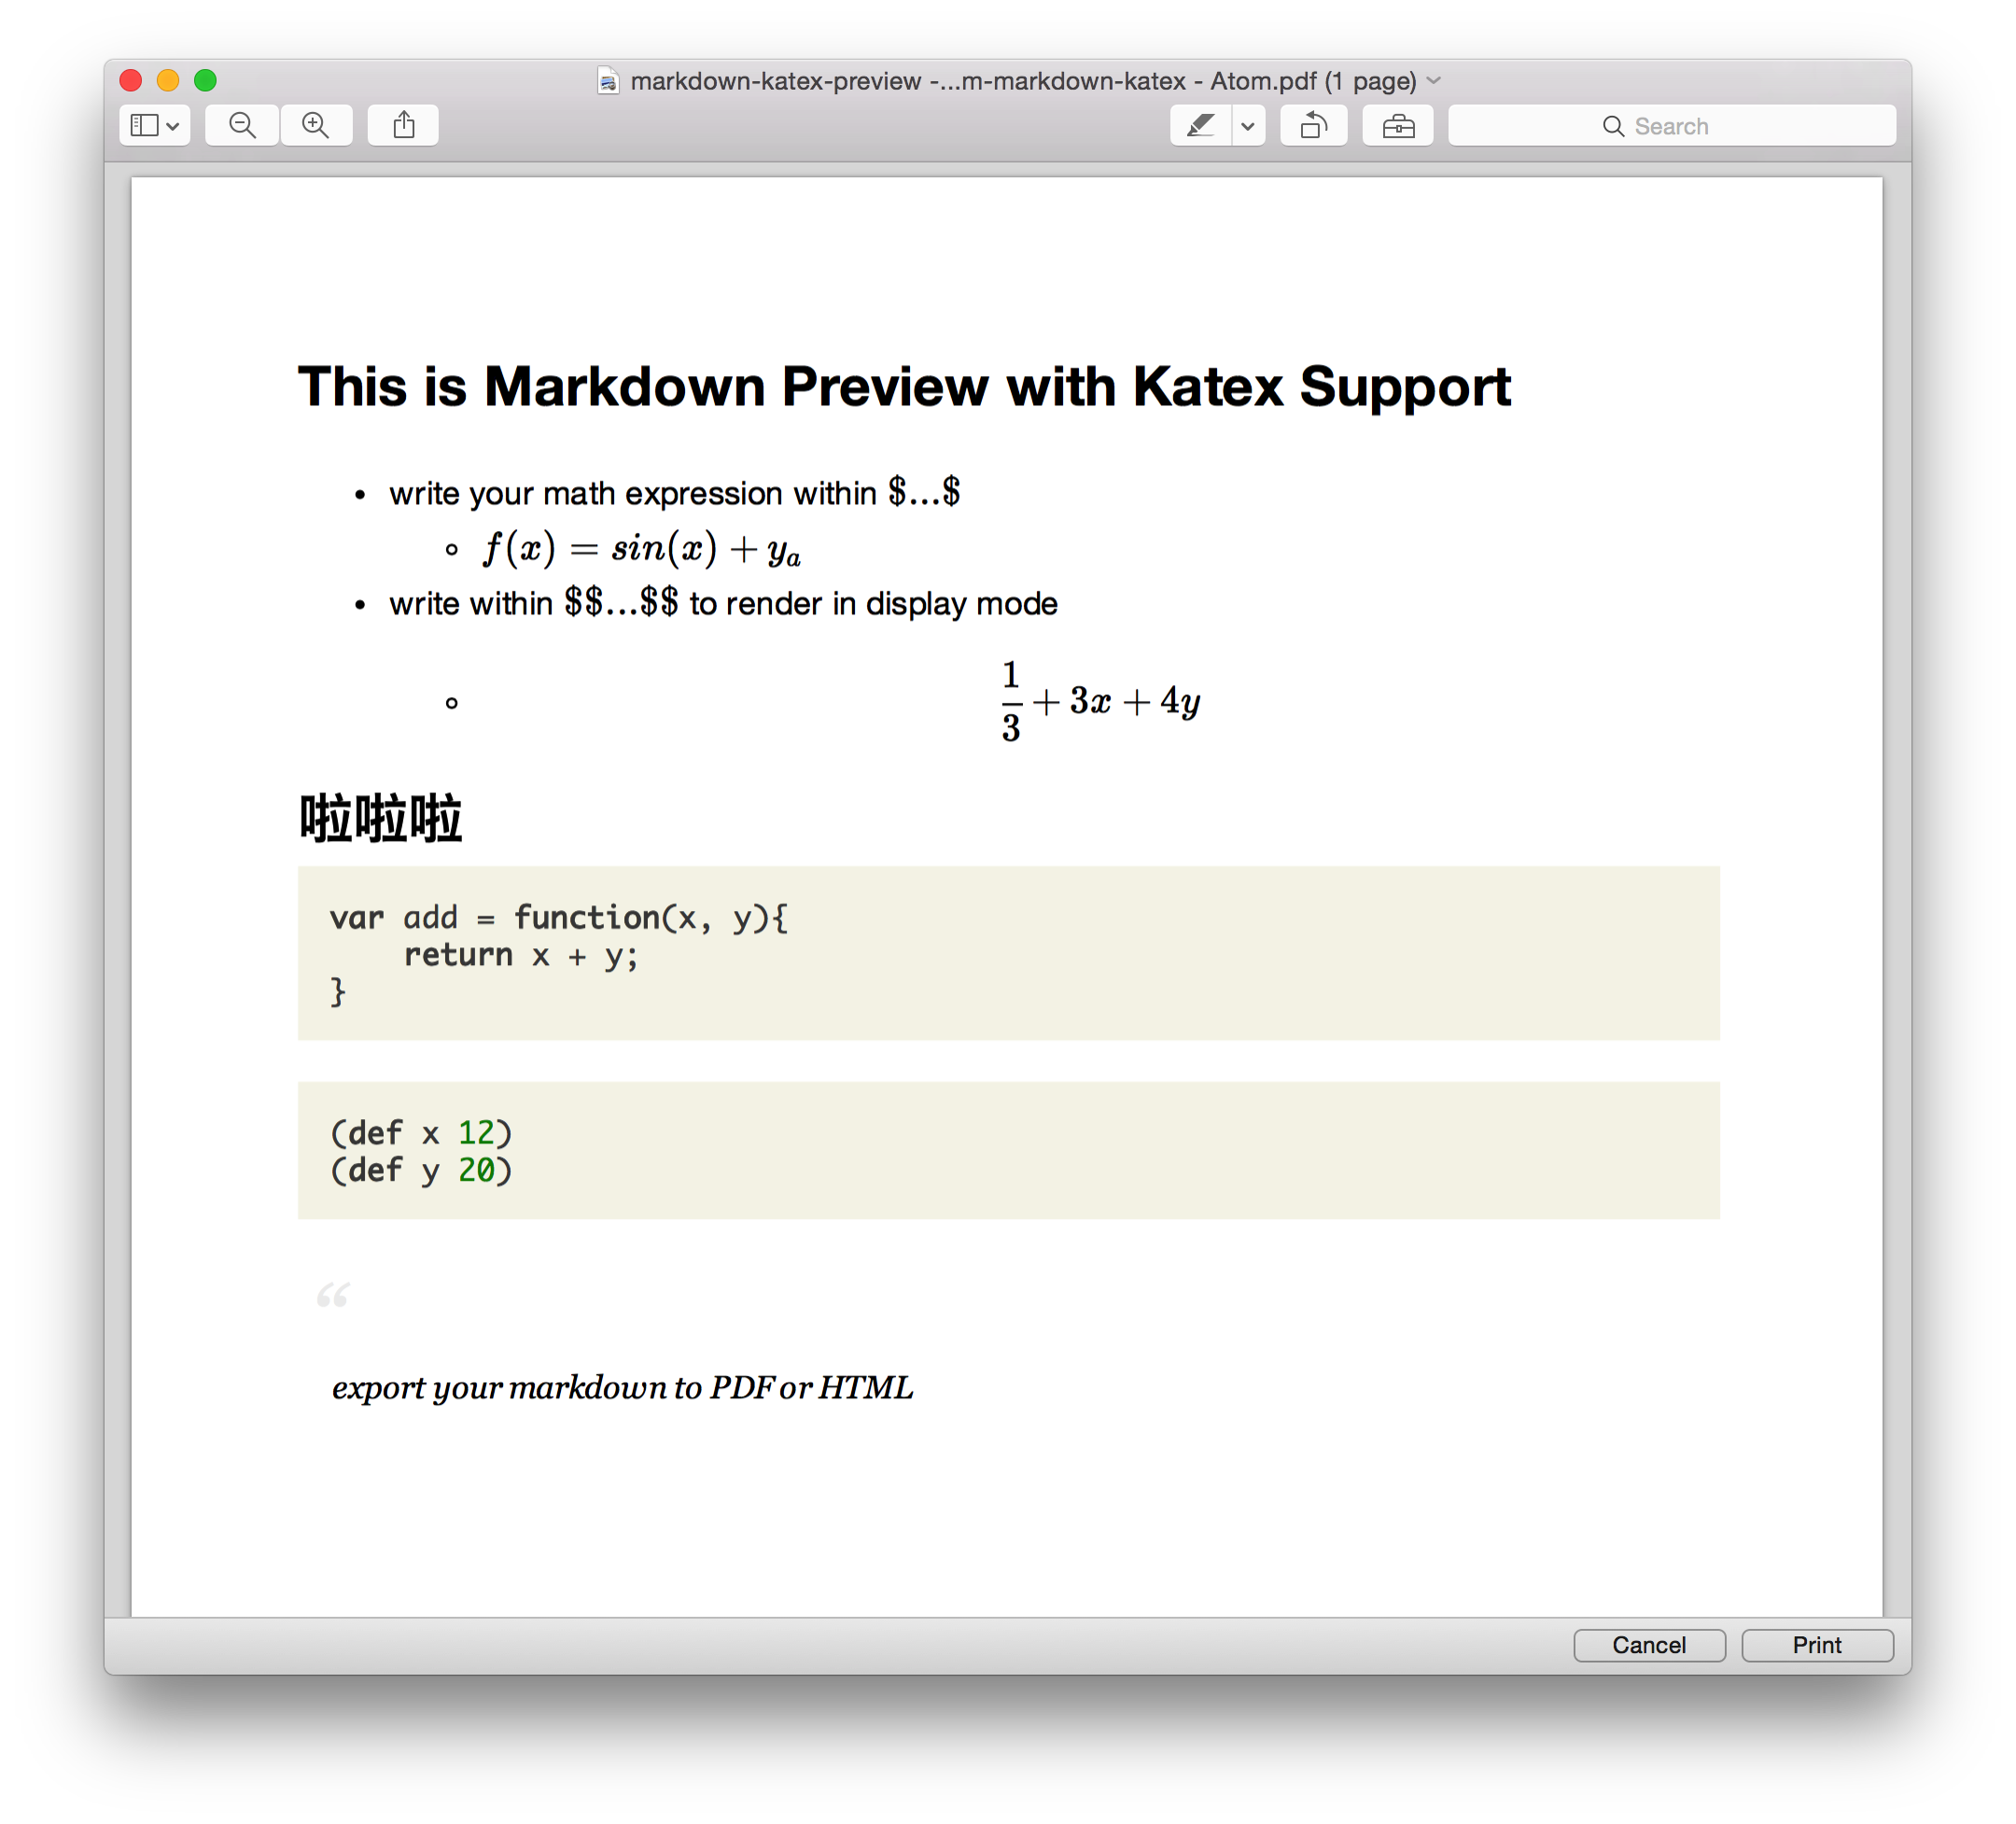 markdown-katex-preview -...m-markdown-katex - Atom.pdf (1 page)
Search
This is Markdown Preview with Katex Support
• write your math expression within $...$
◦ f(x) = sin(x) + yₐ
• write within $$...$$ to render in display mode
◦ 1/3 + 3x + 4y
啦啦啦
var add = function(x, y){
    return x + y;
}
(def x 12)
(def y 20)
“
export your markdown to PDF or HTML
Cancel
Print